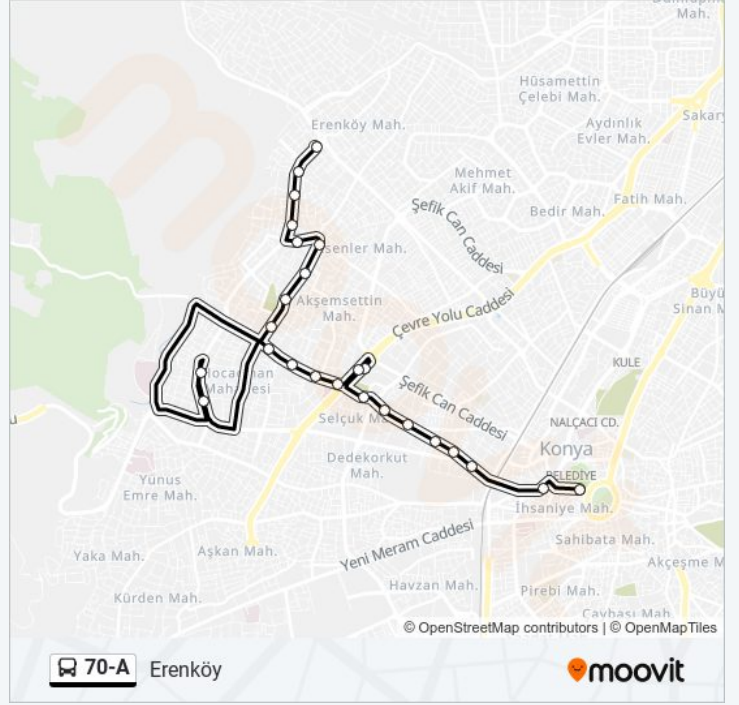 Mah.
Hüsamettin
Çelebi Mah.
Sakary
Aydınlık
Evler Mah.
Erenköy Mah.
Mehmet
Akif Mah.
Fatih Mah.
Şefik Can Caddesi
Bedir Mah.
senler Mah.
Akşemsettin
Mah.
Büyü
Sinan M
Çevre Yolu Caddesi
KULE
Hocacihan
Mahallesi
Şefik Can Caddesi
Selçuk Ma
NALÇACI CD.
Konya
Dedekorkut
Mah.
BELEDİYE
Yunus
Emre Mah.
İhsaniye Mah.
Sahibata Mah.
Yaka Mah.
Aşkan Mah.
Yeni Meram Caddesi
Akçeşme M
Havzan Mah.
Pirebi Mah.
Kürden Mah.
© OpenStreetMap contributors | © OpenMapTiles
70-A Erenköy
moovit